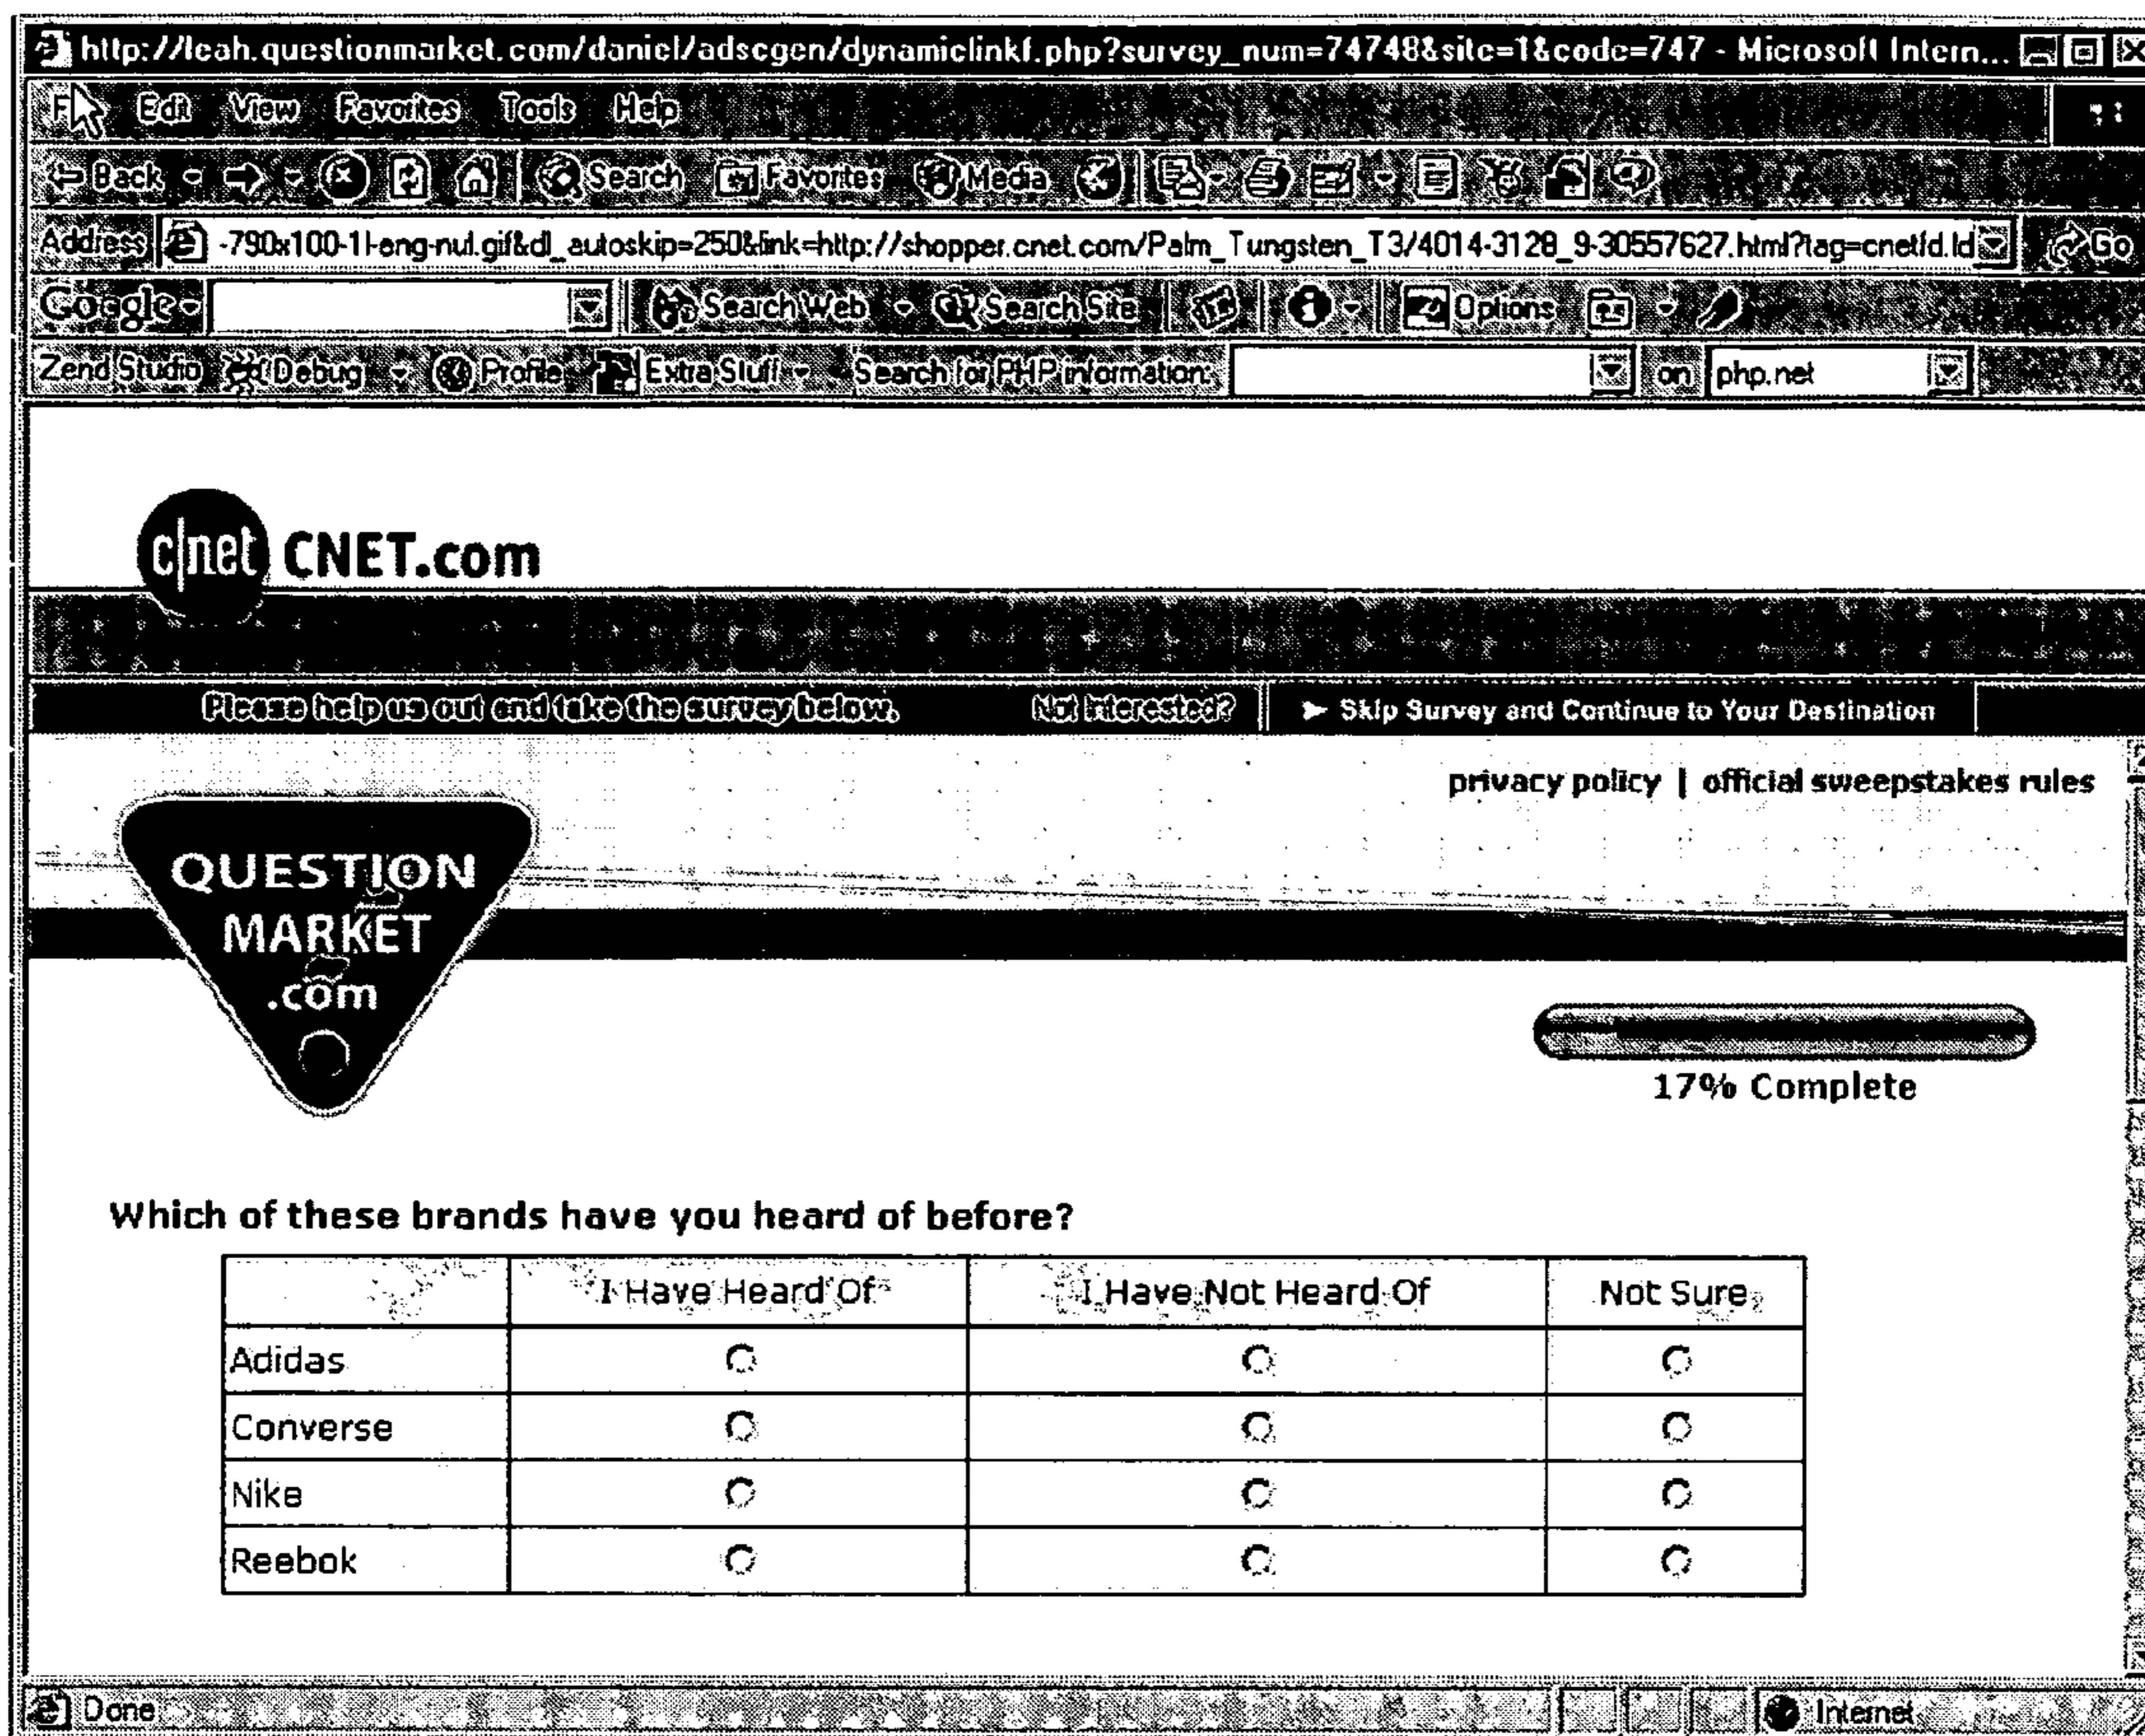 http://leah.questionmarket.com/daniel/adscgen/dynamiclinkf.php?survey_num=74748&site=1&code=747 - Microsoft Intern...
F Edit View Favorites Tools Help
Back Search Favorites Media
Address -790x100-1l-eng-nul.gif&dl_autoskip=250&link=http://shopper.cnet.com/Palm_Tungsten_T3/4014-3128_9-30557627.html?tag=cnetfd.ld Go
Google Search Web Search Site Options
Zend Studio Debug Profile Extra Stuff Search for PHP information: on php.net
c|net CNET.com
Please help us out and take the survey below. Not Interested? ► Skip Survey and Continue to Your Destination
privacy policy | official sweepstakes rules
QUESTION
MARKET
.com
17% Complete
Which of these brands have you heard of before?
I Have Heard Of I Have Not Heard Of Not Sure
Adidas
Converse
Nike
Reebok
Done Internet